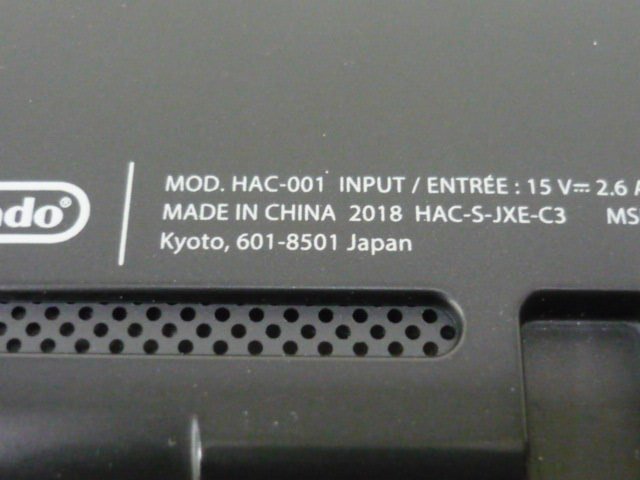 MOD. HAC-001 INPUT / ENTRÉE : 15 V⎓ 2.6 A
ndo®
MADE IN CHINA 2018 HAC-S-JXE-C3 MS
Kyoto, 601-8501 Japan